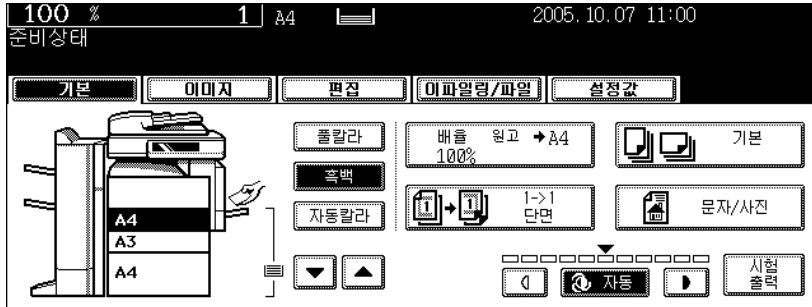 100 % 1 A4 2005.10.07 11:00
준비상태
기본 이미지 편집 이파일링/파일 설정값
풀칼라
흑백
자동칼라
배율 원고 ➔A4
100%
기본
1 1 1->1
단면
문자/사진
A4
A3
A4
자동
시험
출력